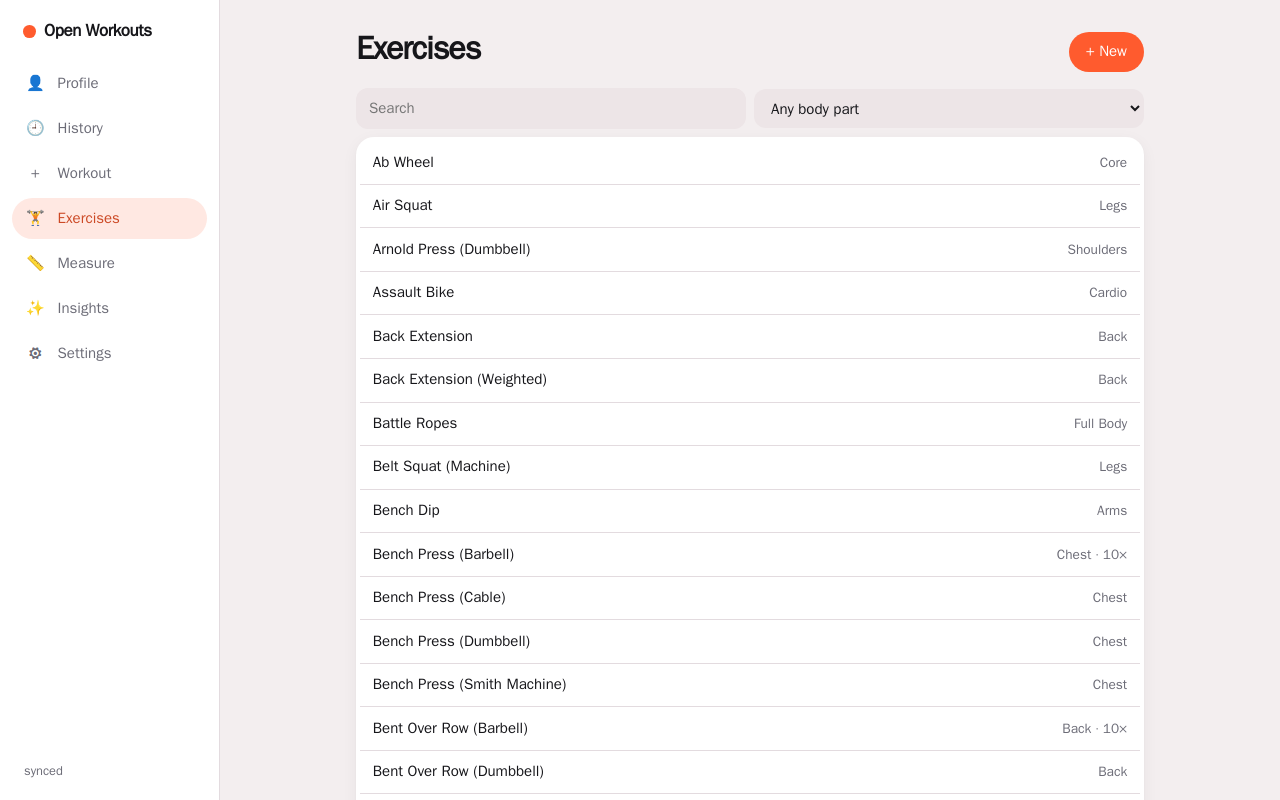 Open Workouts
Profile
History
+ Workout
Exercises
Measure
Insights
Settings
synced
Exercises
+ New
Search
Any body part
Ab Wheel Core
Air Squat Legs
Arnold Press (Dumbbell) Shoulders
Assault Bike Cardio
Back Extension Back
Back Extension (Weighted) Back
Battle Ropes Full Body
Belt Squat (Machine) Legs
Bench Dip Arms
Bench Press (Barbell) Chest · 10×
Bench Press (Cable) Chest
Bench Press (Dumbbell) Chest
Bench Press (Smith Machine) Chest
Bent Over Row (Barbell) Back · 10×
Bent Over Row (Dumbbell) Back